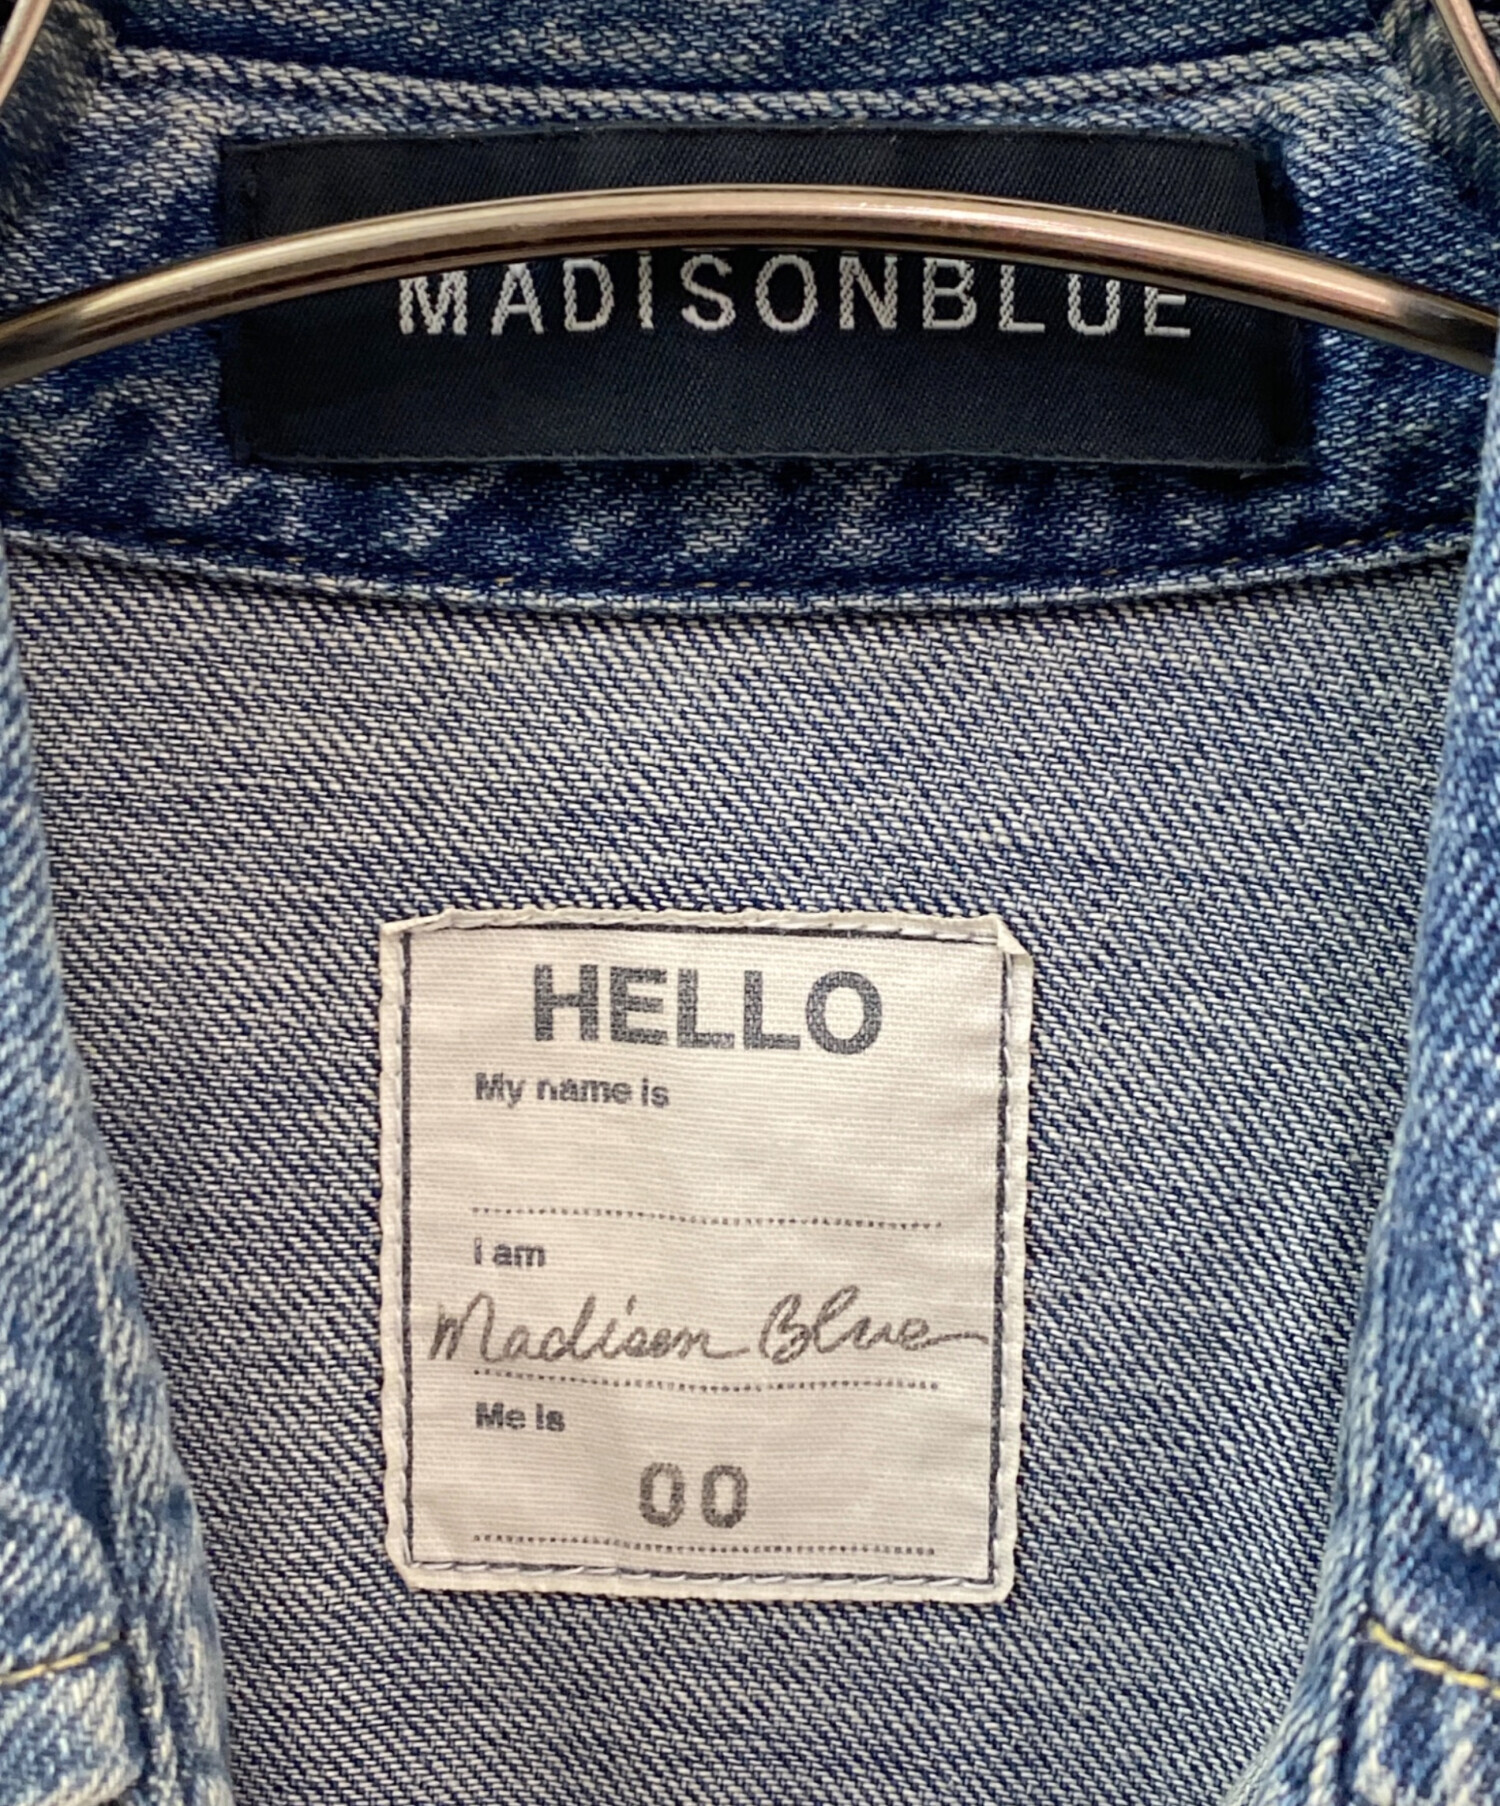 MADISONBLUE
HELLO
My name is
I am
Madison Blue
Me is
00